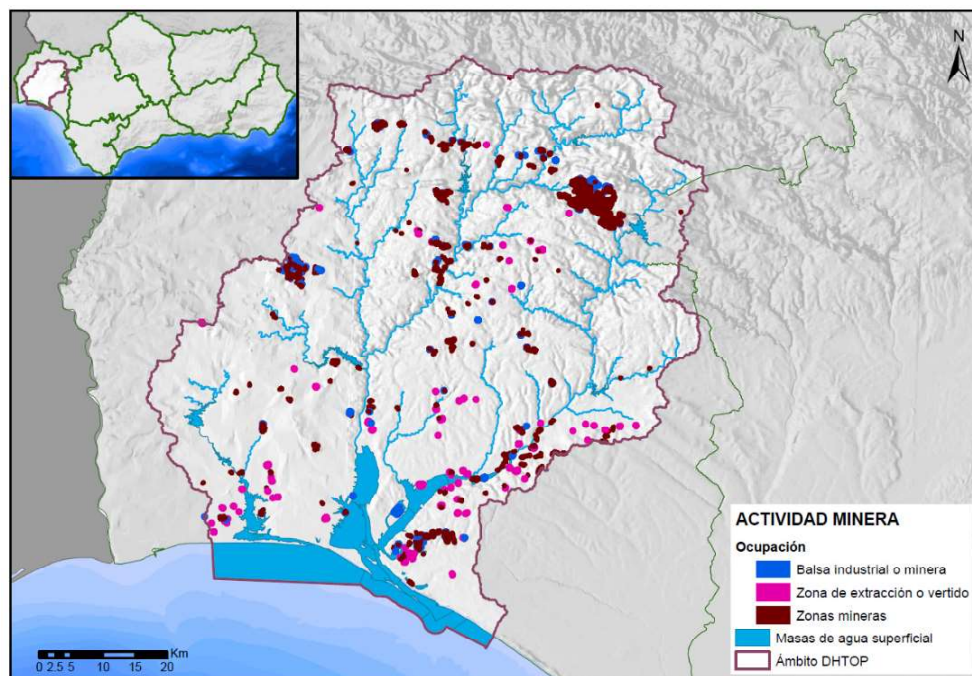 N
ACTIVIDAD MINERA
Ocupación
Balsa industrial o minera
Zona de extracción o vertido
Zonas mineras
Masas de agua superficial
Ámbito DHTOP
Km
0 2.5 5 10 15 20